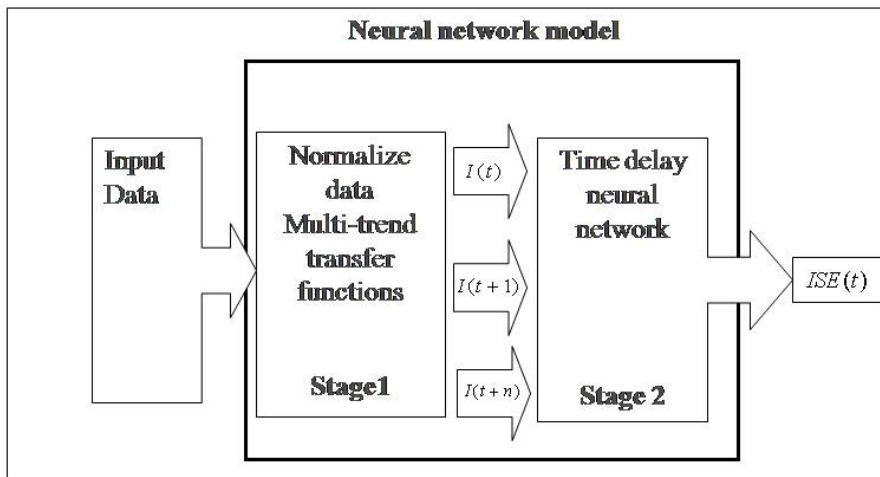 Neural network model
Input
Data
Normalize
data
Multi-trend
transfer
functions
Stage1
I(t)
I(t+1)
I(t+n)
Time delay
neural
network
Stage 2
ISE(t)